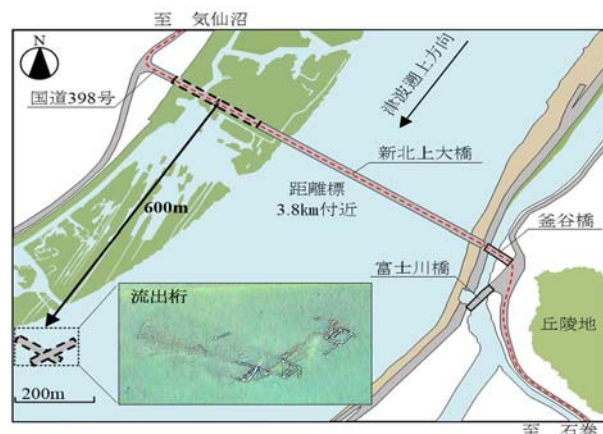 至　気仙沼
N
国道398号
津波遡上方向
新北上大橋
距離標
3.8km付近
600m
釜谷橋
富士川橋
流出桁
丘陵地
200m
至　石巻